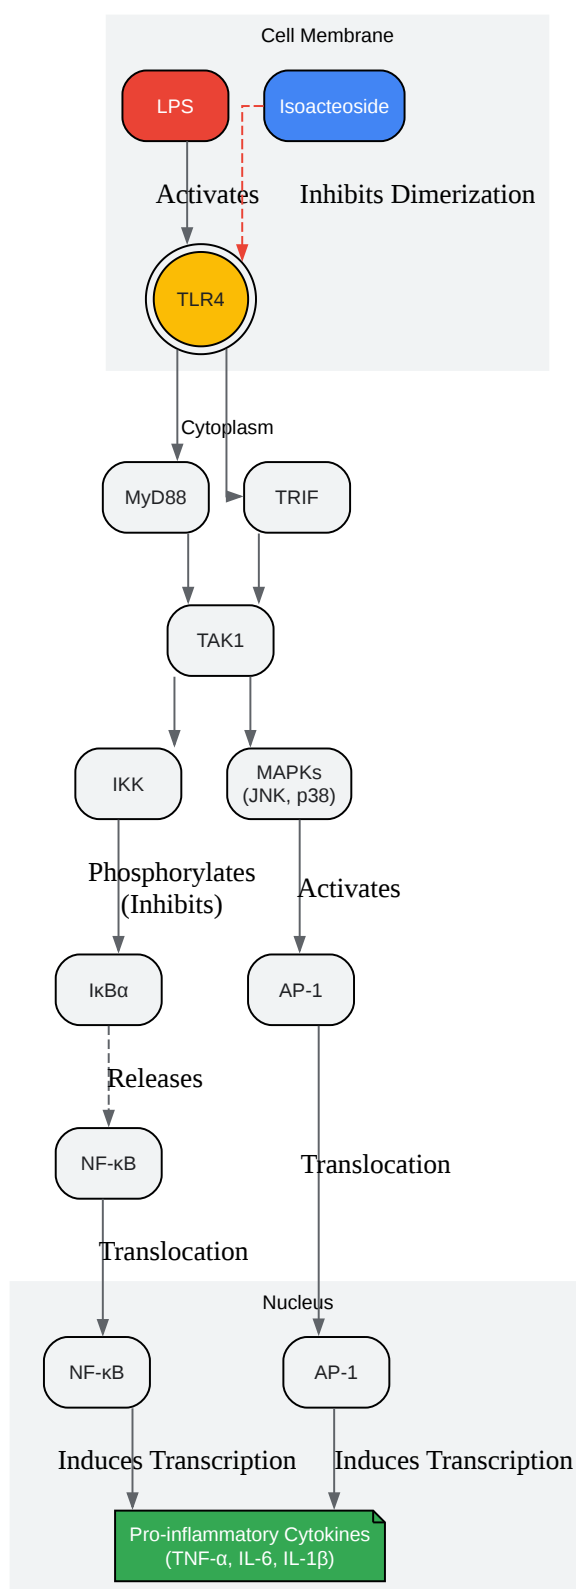 Cell Membrane
LPS
Isoacteoside
Activates
Inhibits Dimerization
TLR4
Cytoplasm
MyD88
TRIF
TAK1
IKK
MAPKs
(JNK, p38)
Phosphorylates
(Inhibits)
Activates
IκBα
AP-1
Releases
NF-κB
Translocation
Translocation
Nucleus
NF-κB
AP-1
Induces Transcription
Induces Transcription
Pro-inflammatory Cytokines
(TNF-α, IL-6, IL-1β)